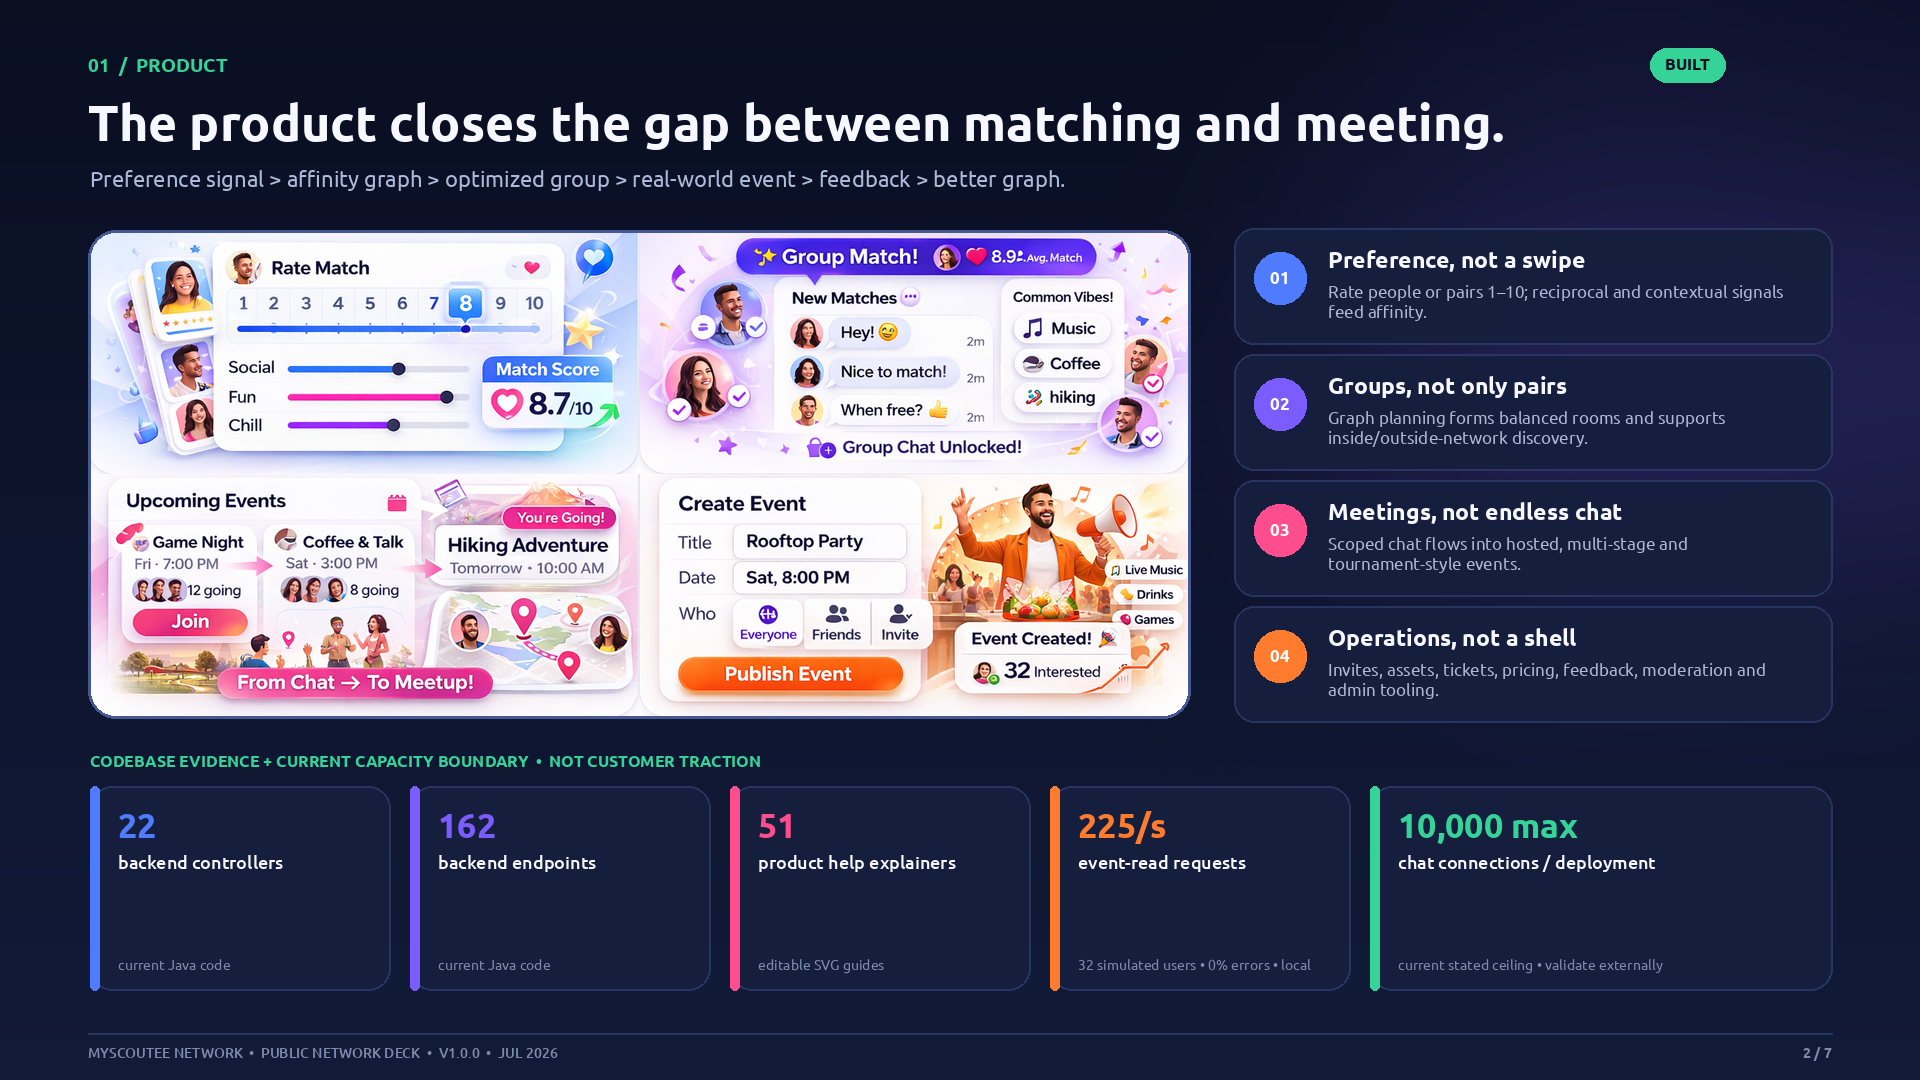 01 / PRODUCT
BUILT
The product closes the gap between matching and meeting.
Preference signal > affinity graph > optimized group > real-world event > feedback > better graph.
Rate Match
1 2 3 4 5 6 7 8 9 10
Social
Fun
Chill
Match Score
8.7/10
Group Match!
8.9
Avg. Match
New Matches
Hey!
2m
Nice to match!
2m
When free?
2m
Common Vibes!
Music
Coffee
hiking
Group Chat Unlocked!
Upcoming Events
Game Night
Fri · 7:00 PM
12 going
Join
Coffee & Talk
Sat · 3:00 PM
8 going
You're Going!
Hiking Adventure
Tomorrow · 10:00 AM
From Chat → To Meetup!
Create Event
Title Rooftop Party
Date Sat, 8:00 PM
Who
Everyone Friends Invite
Publish Event
Live Music
Drinks
Games
Event Created!
32 Interested
01
Preference, not a swipe
Rate people or pairs 1–10; reciprocal and contextual signals
feed affinity.
02
Groups, not only pairs
Graph planning forms balanced rooms and supports
inside/outside-network discovery.
03
Meetings, not endless chat
Scoped chat flows into hosted, multi-stage and
tournament-style events.
04
Operations, not a shell
Invites, assets, tickets, pricing, feedback, moderation and
admin tooling.
CODEBASE EVIDENCE + CURRENT CAPACITY BOUNDARY • NOT CUSTOMER TRACTION
22
backend controllers
current Java code
162
backend endpoints
current Java code
51
product help explainers
editable SVG guides
225/s
event-read requests
32 simulated users • 0% errors • local
10,000 max
chat connections / deployment
current stated ceiling • validate externally
MYSCOUTEE NETWORK • PUBLIC NETWORK DECK • V1.0.0 • JUL 2026
2 / 7